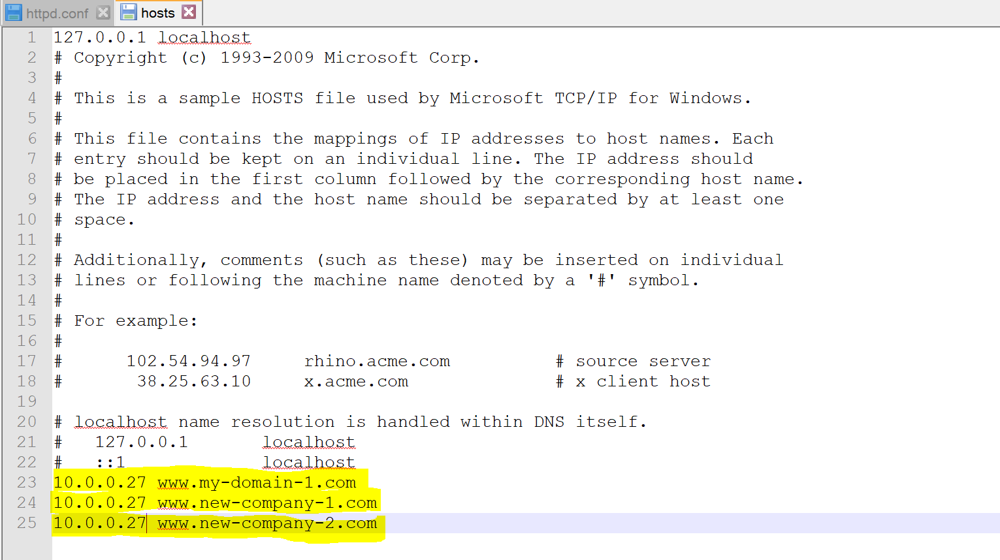 httpd.conf hosts
1 127.0.0.1 localhost
2 # Copyright (c) 1993-2009 Microsoft Corp.
3 #
4 # This is a sample HOSTS file used by Microsoft TCP/IP for Windows.
5 #
6 # This file contains the mappings of IP addresses to host names. Each
7 # entry should be kept on an individual line. The IP address should
8 # be placed in the first column followed by the corresponding host name.
9 # The IP address and the host name should be separated by at least one
10 # space.
11 #
12 # Additionally, comments (such as these) may be inserted on individual
13 # lines or following the machine name denoted by a '#' symbol.
14 #
15 # For example:
16 #
17 #      102.54.94.97     rhino.acme.com          # source server
18 #       38.25.63.10     x.acme.com              # x client host
19
20 # localhost name resolution is handled within DNS itself.
21 #   127.0.0.1       localhost
22 #   ::1             localhost
23 10.0.0.27 www.my-domain-1.com
24 10.0.0.27 www.new-company-1.com
25 10.0.0.27 www.new-company-2.com